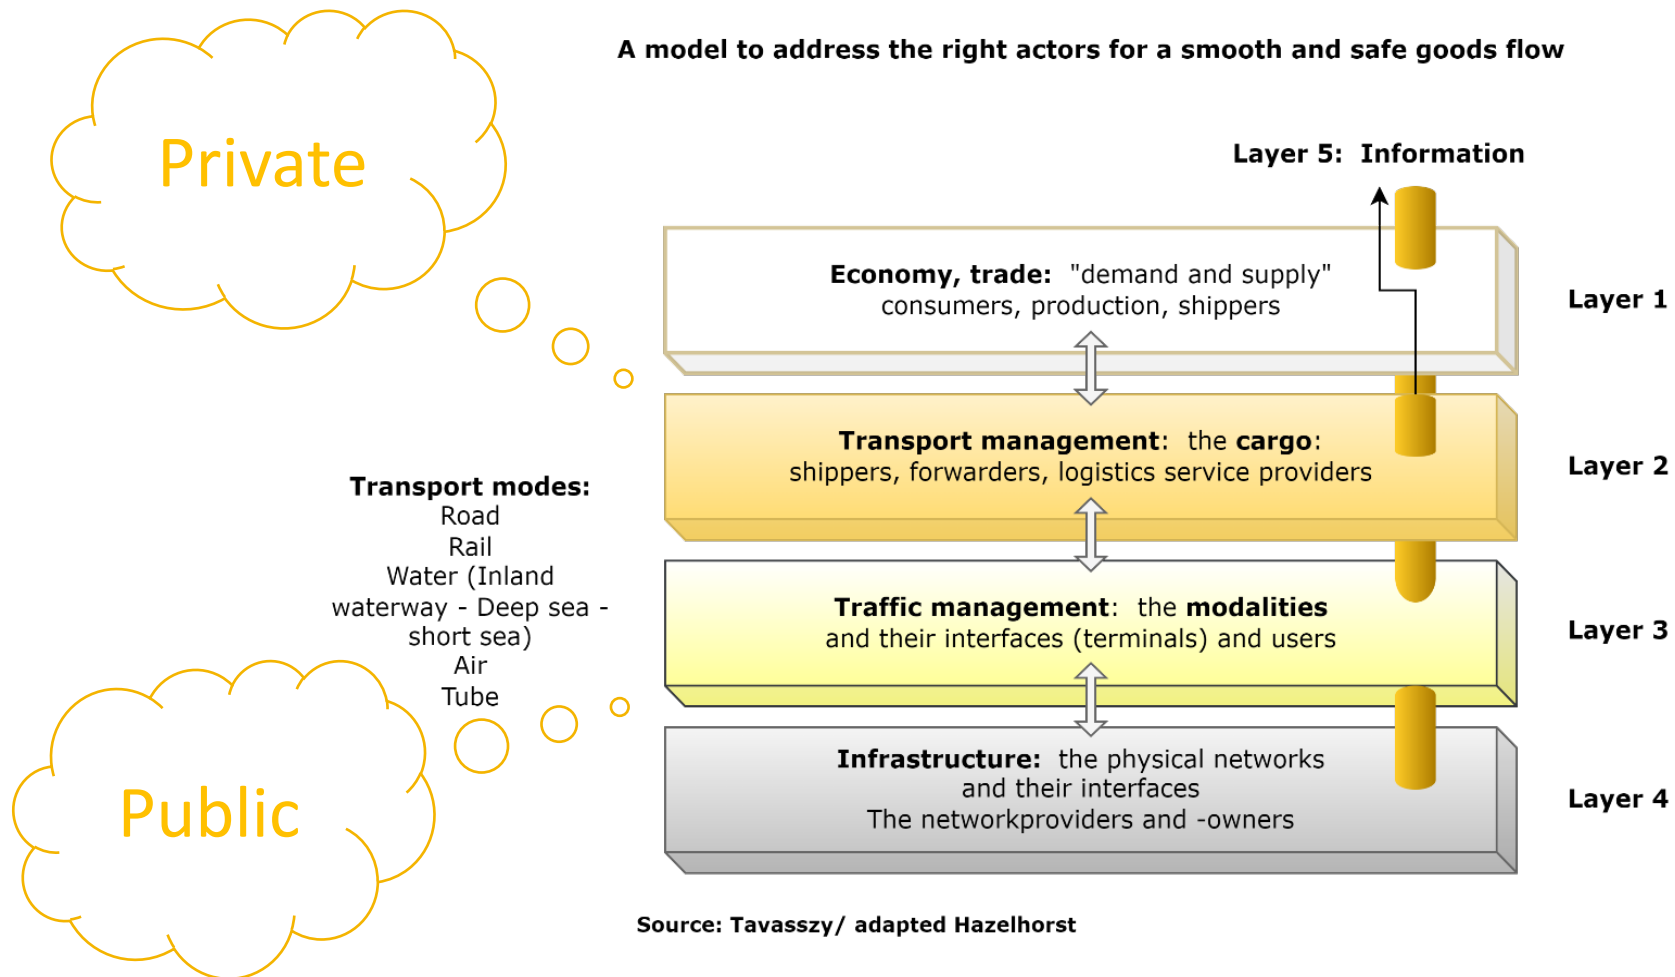 A model to address the right actors for a smooth and safe goods flow
Private
Layer 5: Information
Economy, trade: "demand and supply"
consumers, production, shippers
Layer 1
Transport management: the cargo:
shippers, forwarders, logistics service providers
Layer 2
Transport modes:
Road
Rail
Water (Inland
waterway - Deep sea -
short sea)
Air
Tube
Traffic management: the modalities
and their interfaces (terminals) and users
Layer 3
Public
Infrastructure: the physical networks
and their interfaces
The networkproviders and -owners
Layer 4
Source: Tavasszy/ adapted Hazelhorst